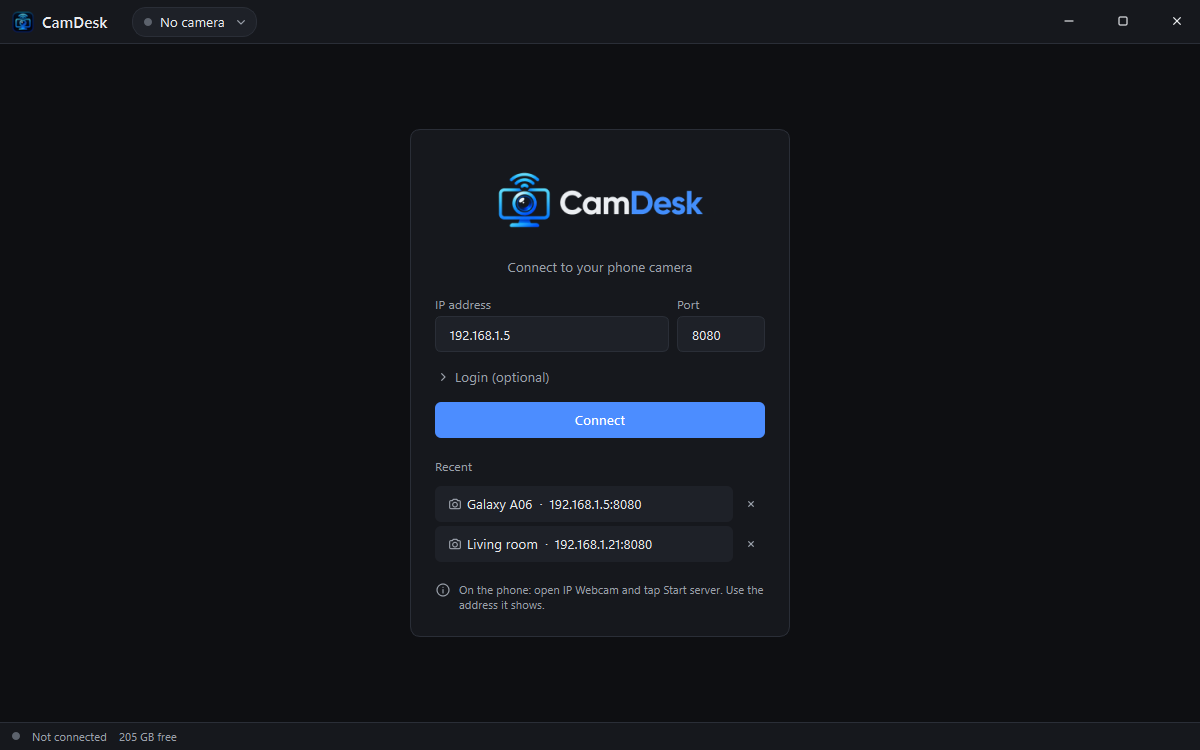 CamDesk
No camera
CamDesk
Connect to your phone camera
IP address
Port
192.168.1.5
8080
Login (optional)
Connect
Recent
Galaxy A06 · 192.168.1.5:8080
Living room · 192.168.1.21:8080
On the phone: open IP Webcam and tap Start server. Use the
address it shows.
Not connected
205 GB free